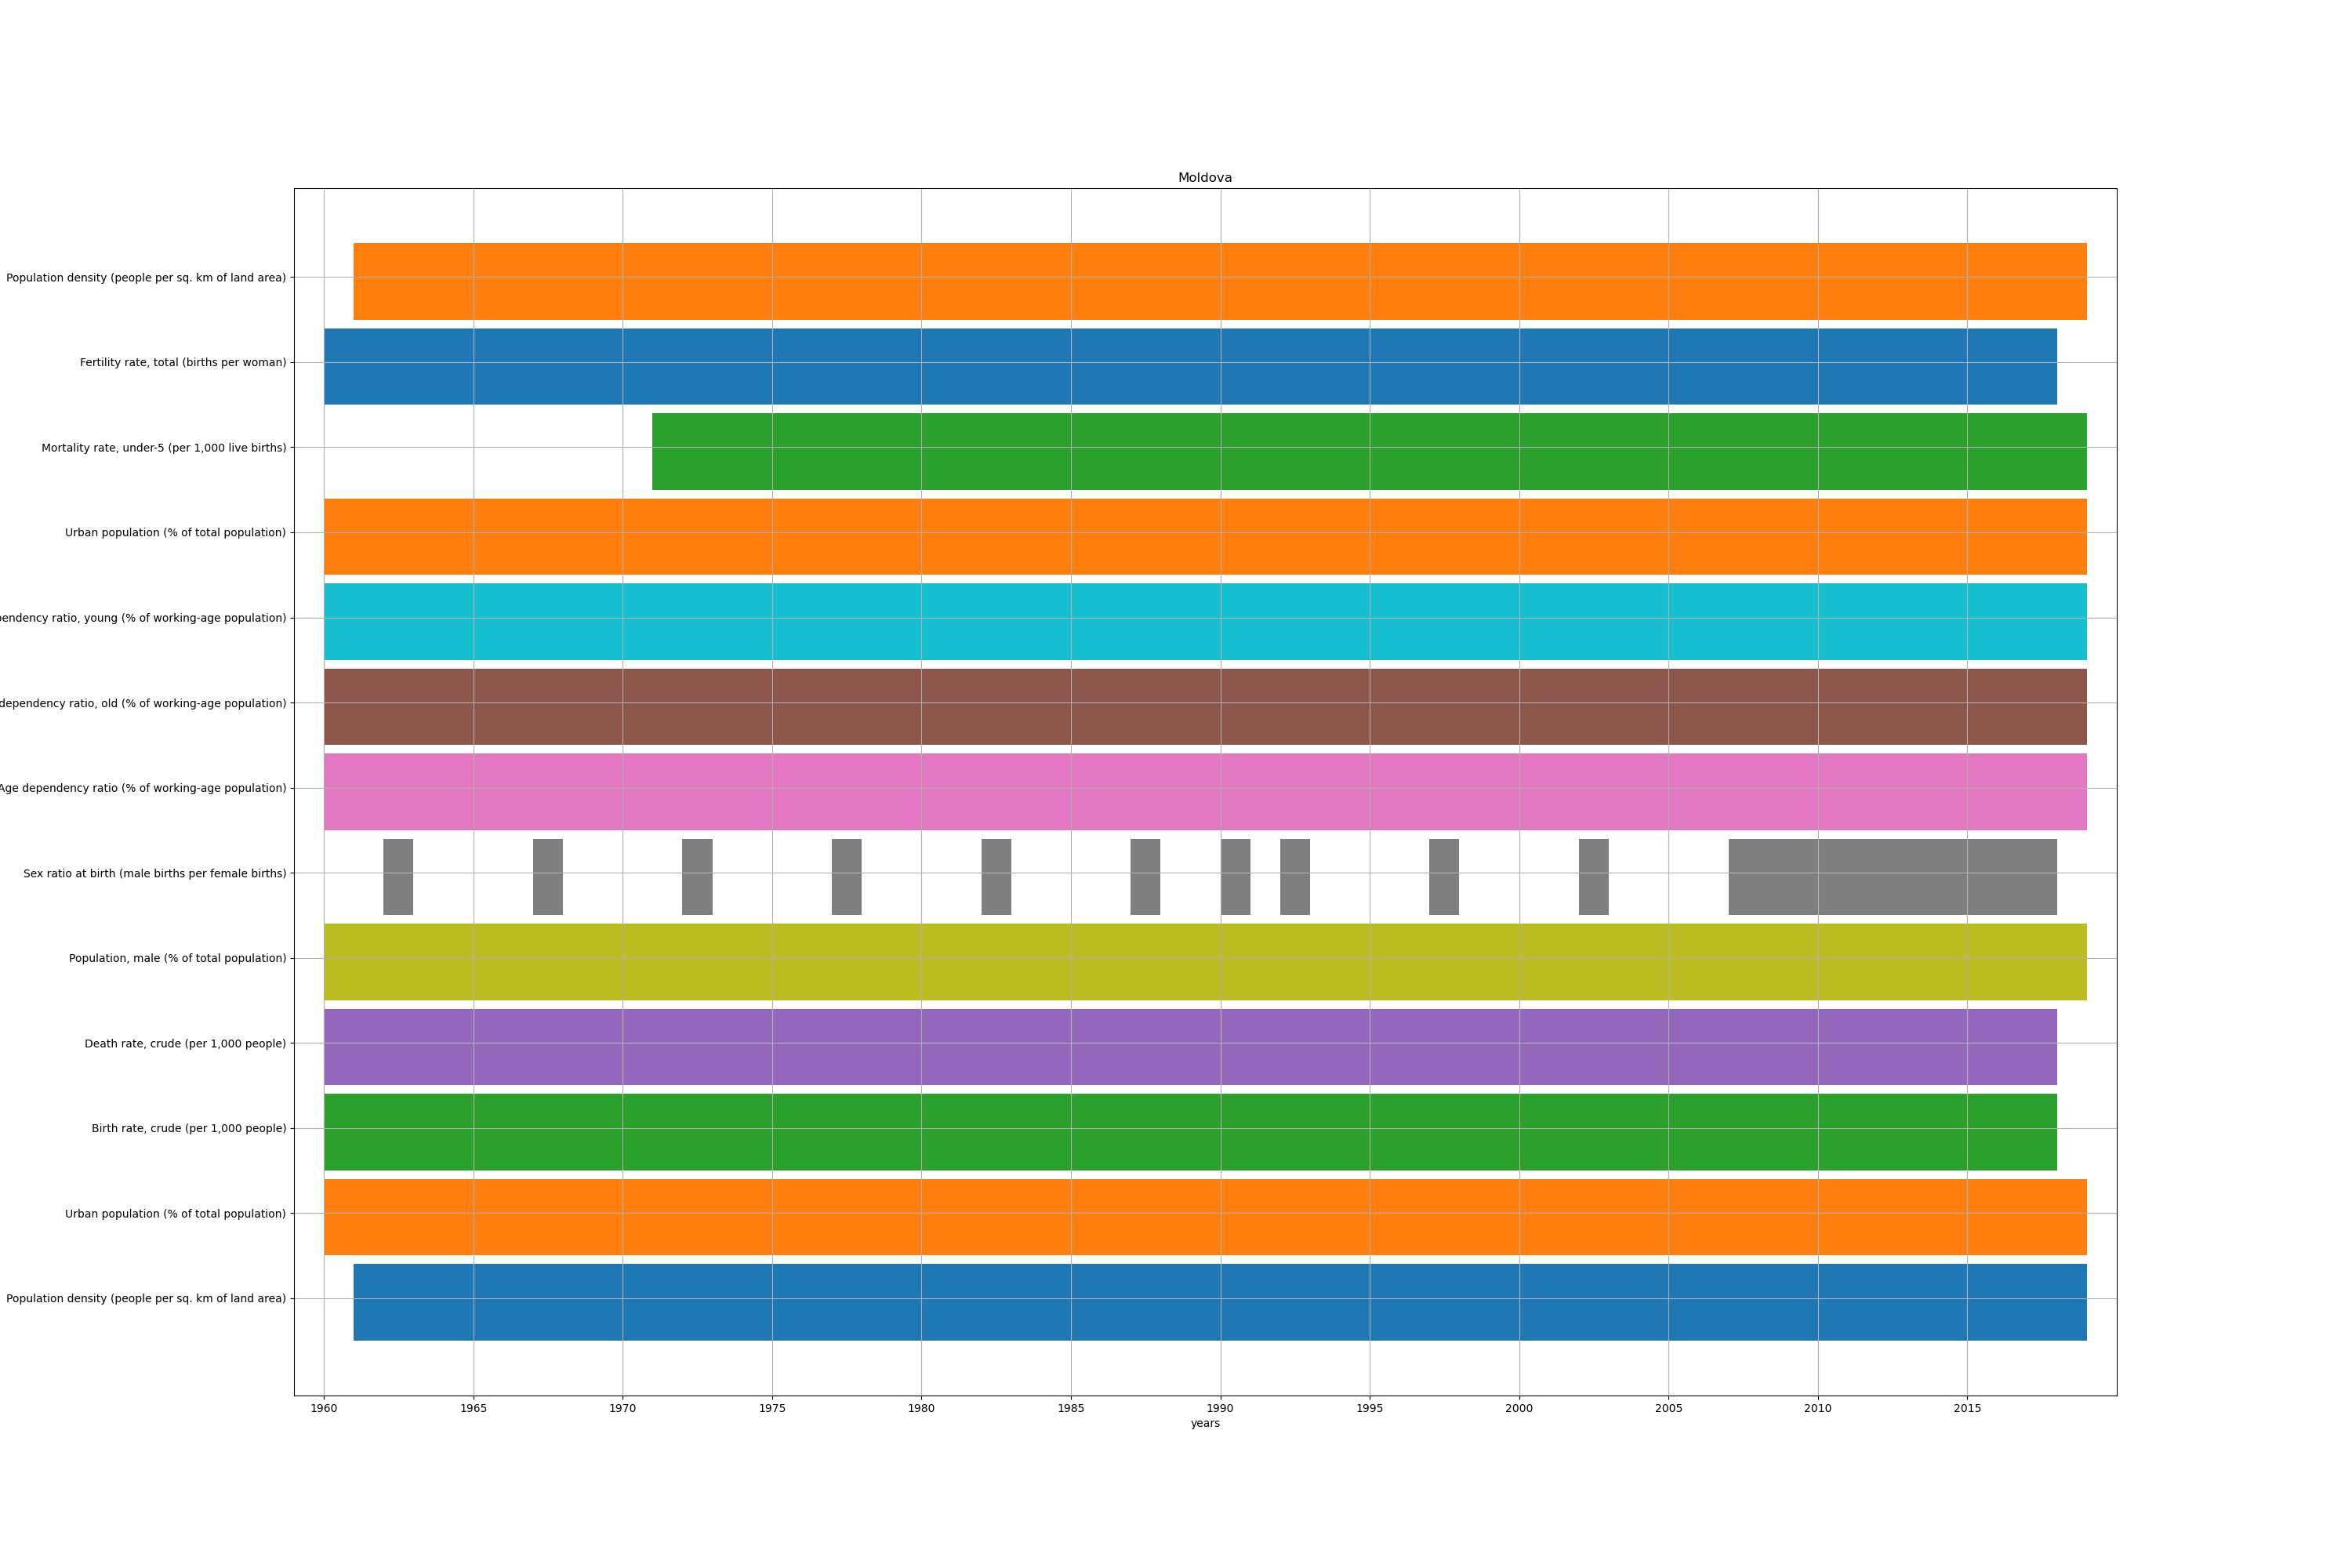 Moldova
Population density (people per sq. km of land area)
Fertility rate, total (births per woman)
Mortality rate, under-5 (per 1,000 live births)
Urban population (% of total population)
ratio, young (% of working-age population)
dependency ratio, old (% of working-age population)
Age dependency ratio (% of working-age population)
Sex ratio at birth (male births per female births)
Population, male (% of total population)
Death rate, crude (per 1,000 people)
Birth rate, crude (per 1,000 people)
Urban population (% of total population)
Population density (people per sq. km of land area)
1960 1965 1970 1975 1980 1985 1990 1995 2000 2005 2010 2015
years